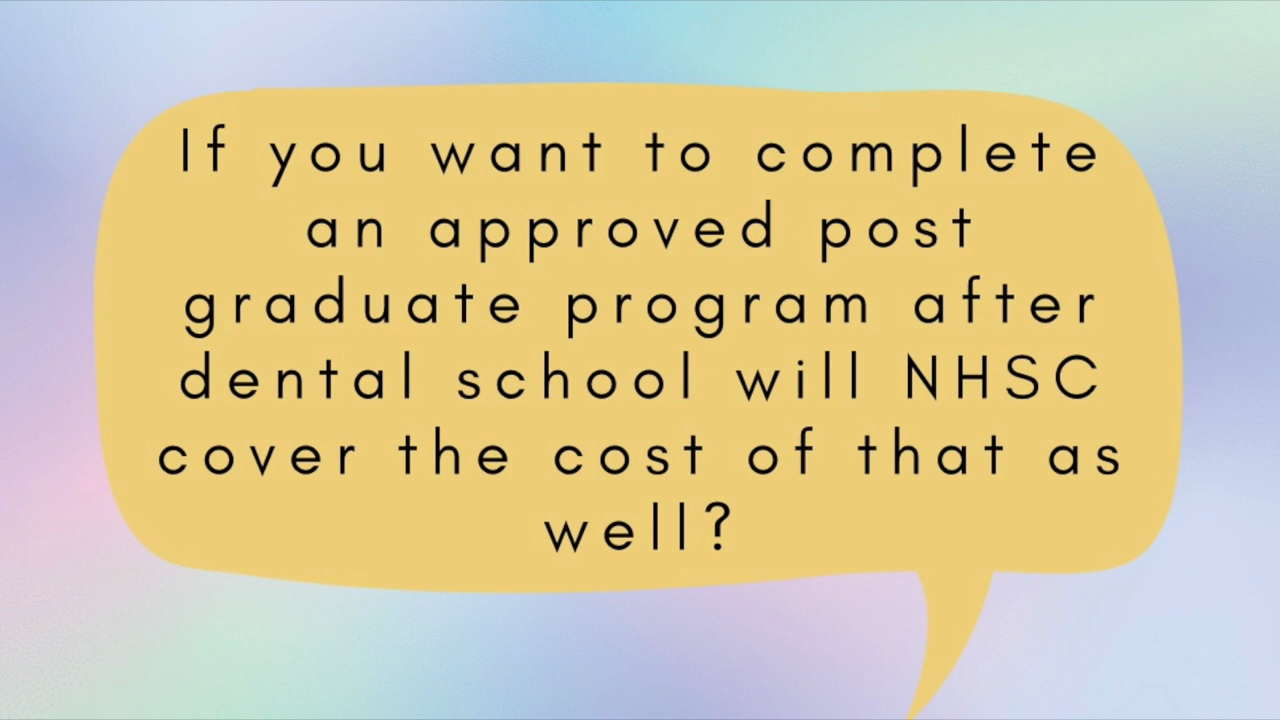 If you want to complete
an approved post
graduate program after
dental school will NHSC
cover the cost of that as
well?